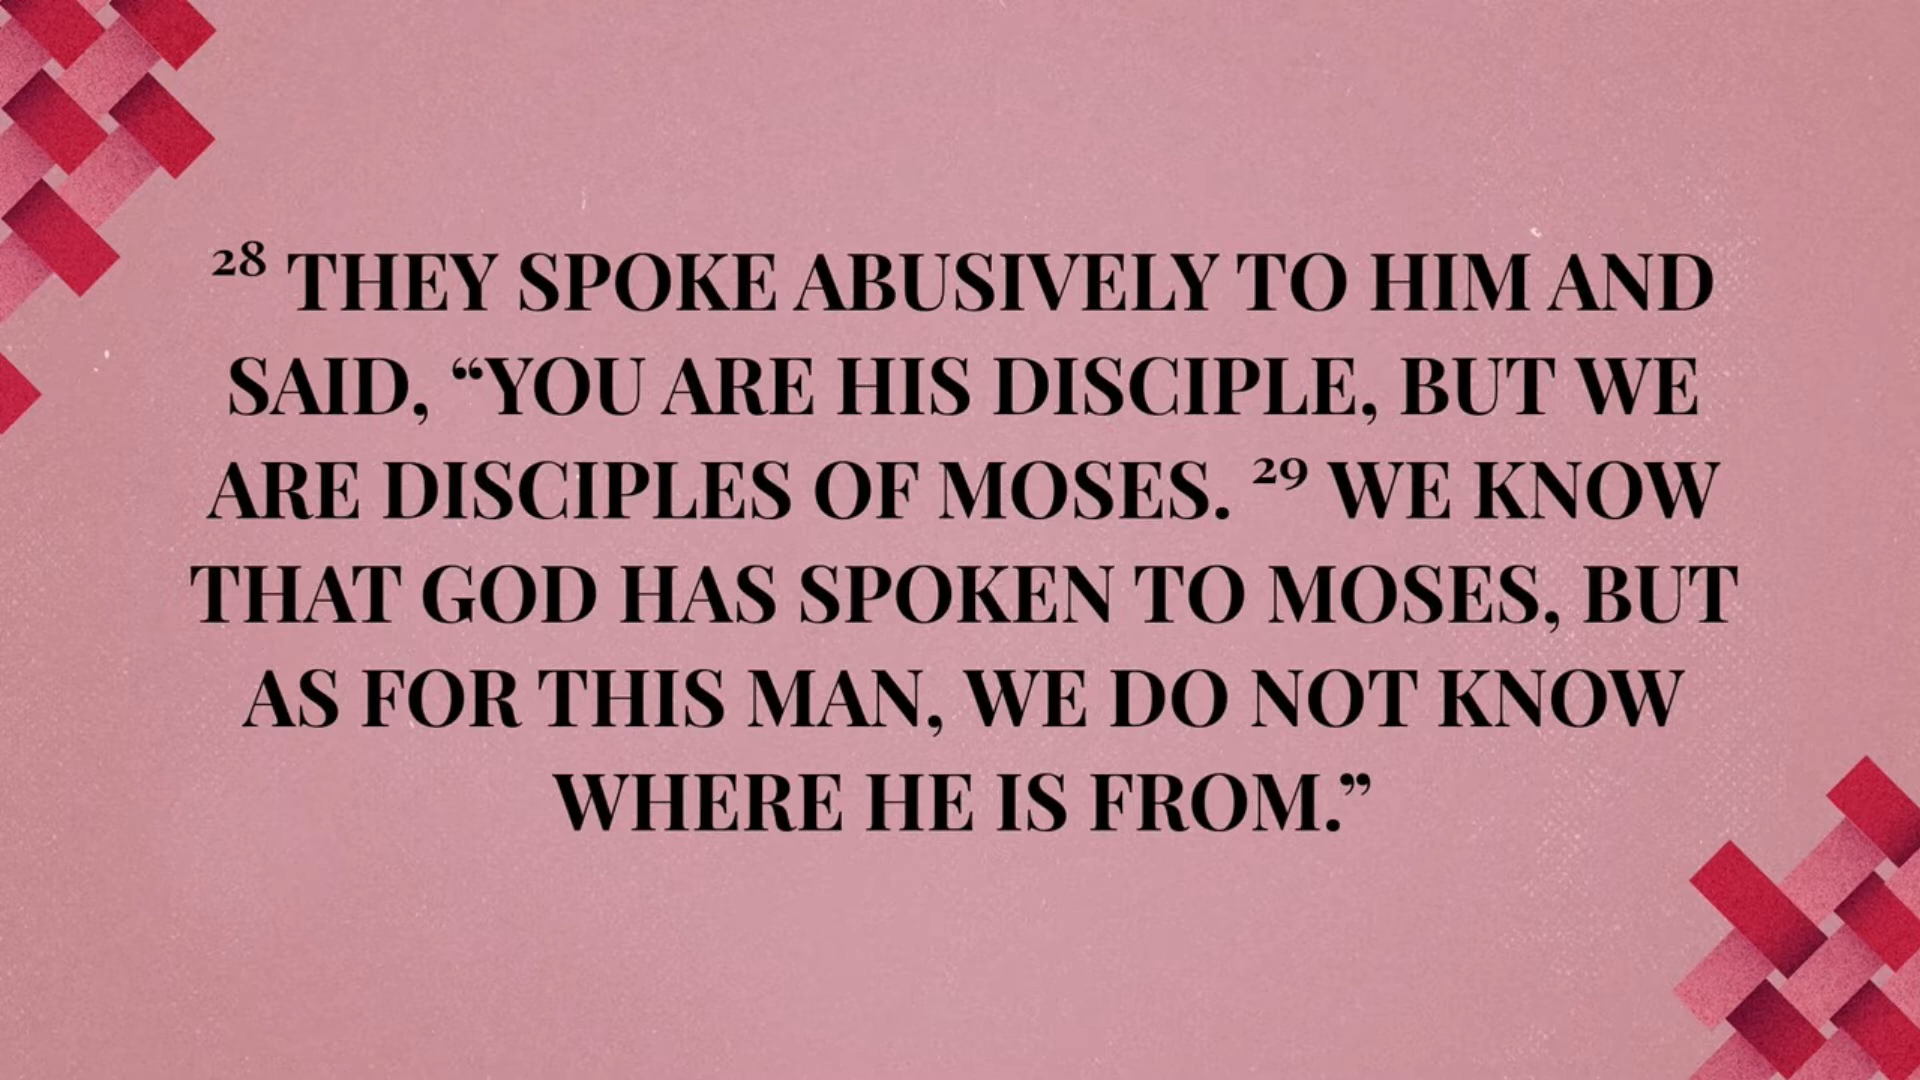 ²⁸ THEY SPOKE ABUSIVELY TO HIM AND
SAID, “YOU ARE HIS DISCIPLE, BUT WE
ARE DISCIPLES OF MOSES. ²⁹ WE KNOW
THAT GOD HAS SPOKEN TO MOSES, BUT
AS FOR THIS MAN, WE DO NOT KNOW
WHERE HE IS FROM.”